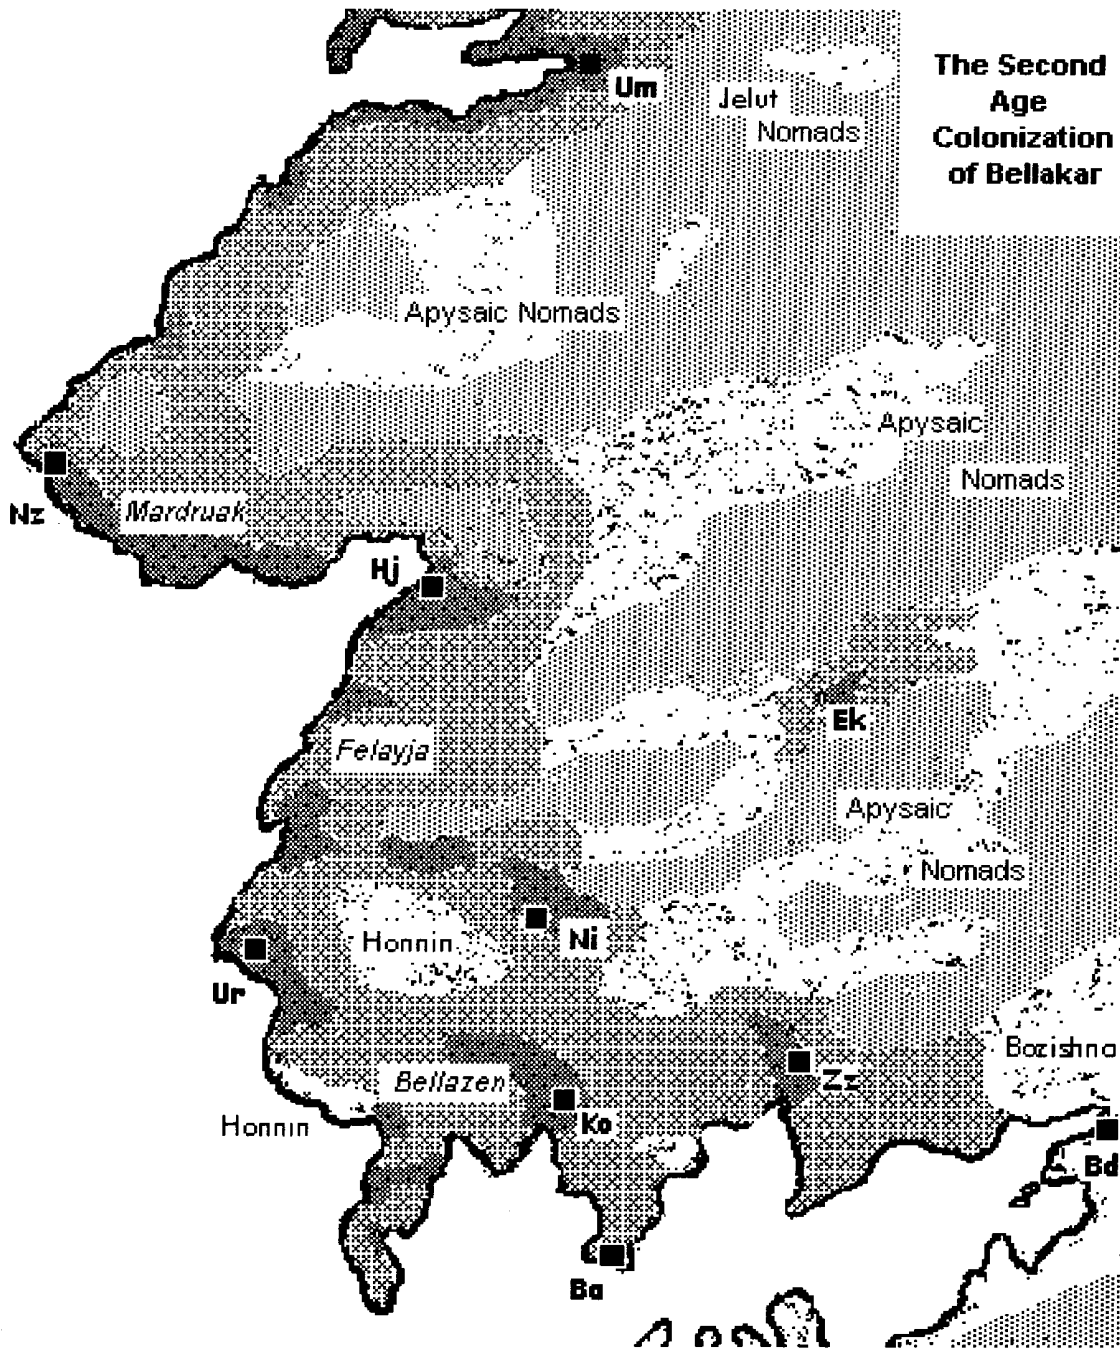 The Second
Age
Colonization
of Bellakar
Um
Jelut
Nomads
Apysaic Nomads
Apysaic
Nomads
Nz
Mardruak
Hj
Ek
Felayja
Apysaic
Nomads
Honnin
Ni
Ur
Bozishna
Bellazen
Zz
Ko
Honnin
Bd
Ba